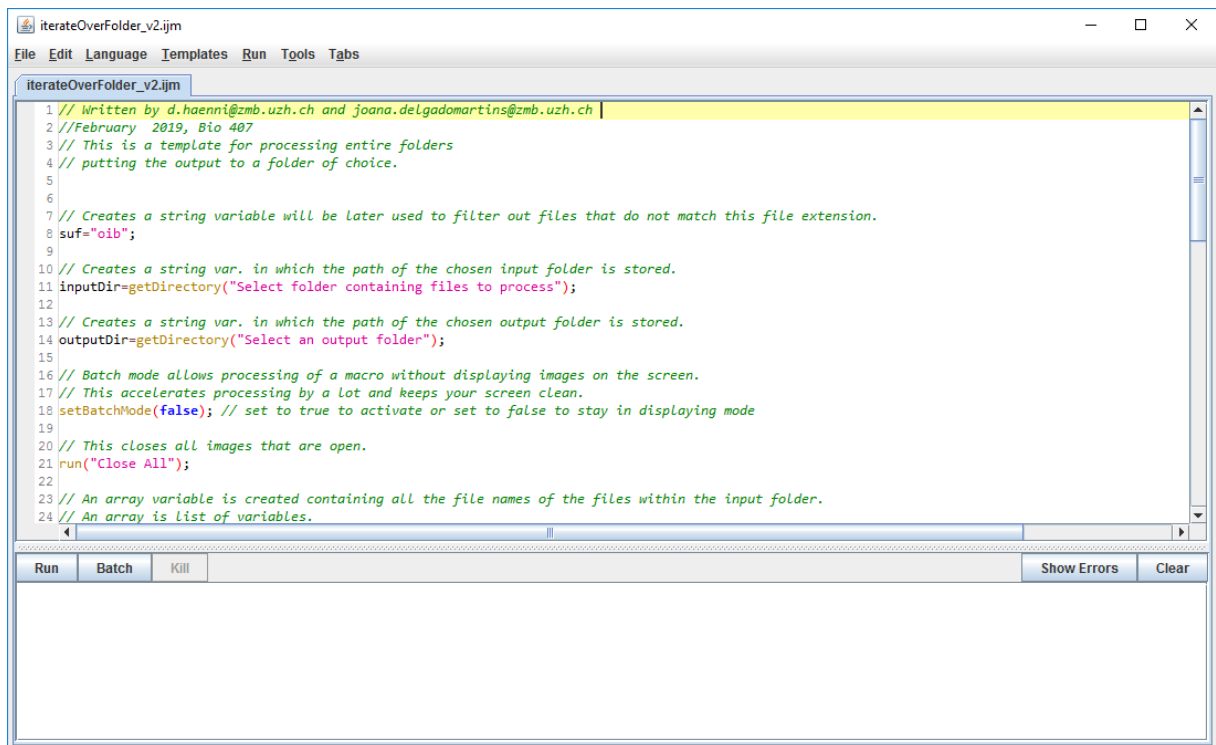 iterateOverFolder_v2.ijm
File Edit Language Templates Run Tools Tabs
iterateOverFolder_v2.ijm
1 // Written by d.haenni@zmb.uzh.ch and joana.delgadomartins@zmb.uzh.ch
2 //February  2019, Bio 407
3 // This is a template for processing entire folders
4 // putting the output to a folder of choice.
5
6
7 // Creates a string variable will be later used to filter out files that do not match this file extension.
8 suf="oib";
9
10 // Creates a string var. in which the path of the chosen input folder is stored.
11 inputDir=getDirectory("Select folder containing files to process");
12
13 // Creates a string var. in which the path of the chosen output folder is stored.
14 outputDir=getDirectory("Select an output folder");
15
16 // Batch mode allows processing of a macro without displaying images on the screen.
17 // This accelerates processing by a lot and keeps your screen clean.
18 setBatchMode(false); // set to true to activate or set to false to stay in displaying mode
19
20 // This closes all images that are open.
21 run("Close All");
22
23 // An array variable is created containing all the file names of the files within the input folder.
24 // An array is list of variables.
Run Batch Kill Show Errors Clear